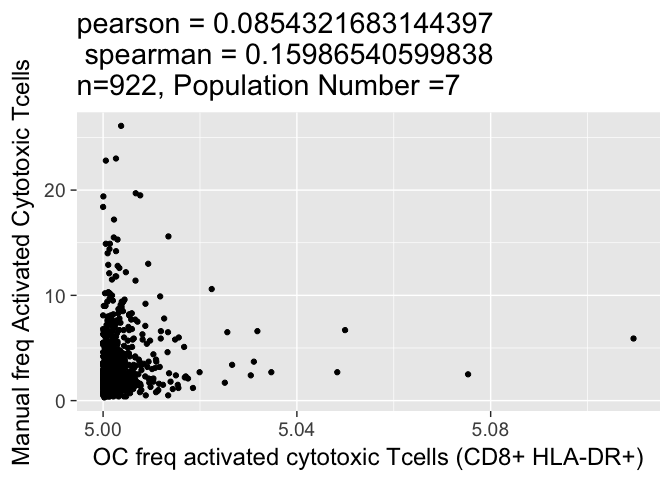 pearson = 0.0854321683144397
spearman = 0.15986540599838
n=922, Population Number =7
Manual freq Activated Cytotoxic Tcells
20
10
0
5.00
5.04
5.08
OC freq activated cytotoxic Tcells (CD8+ HLA-DR+)